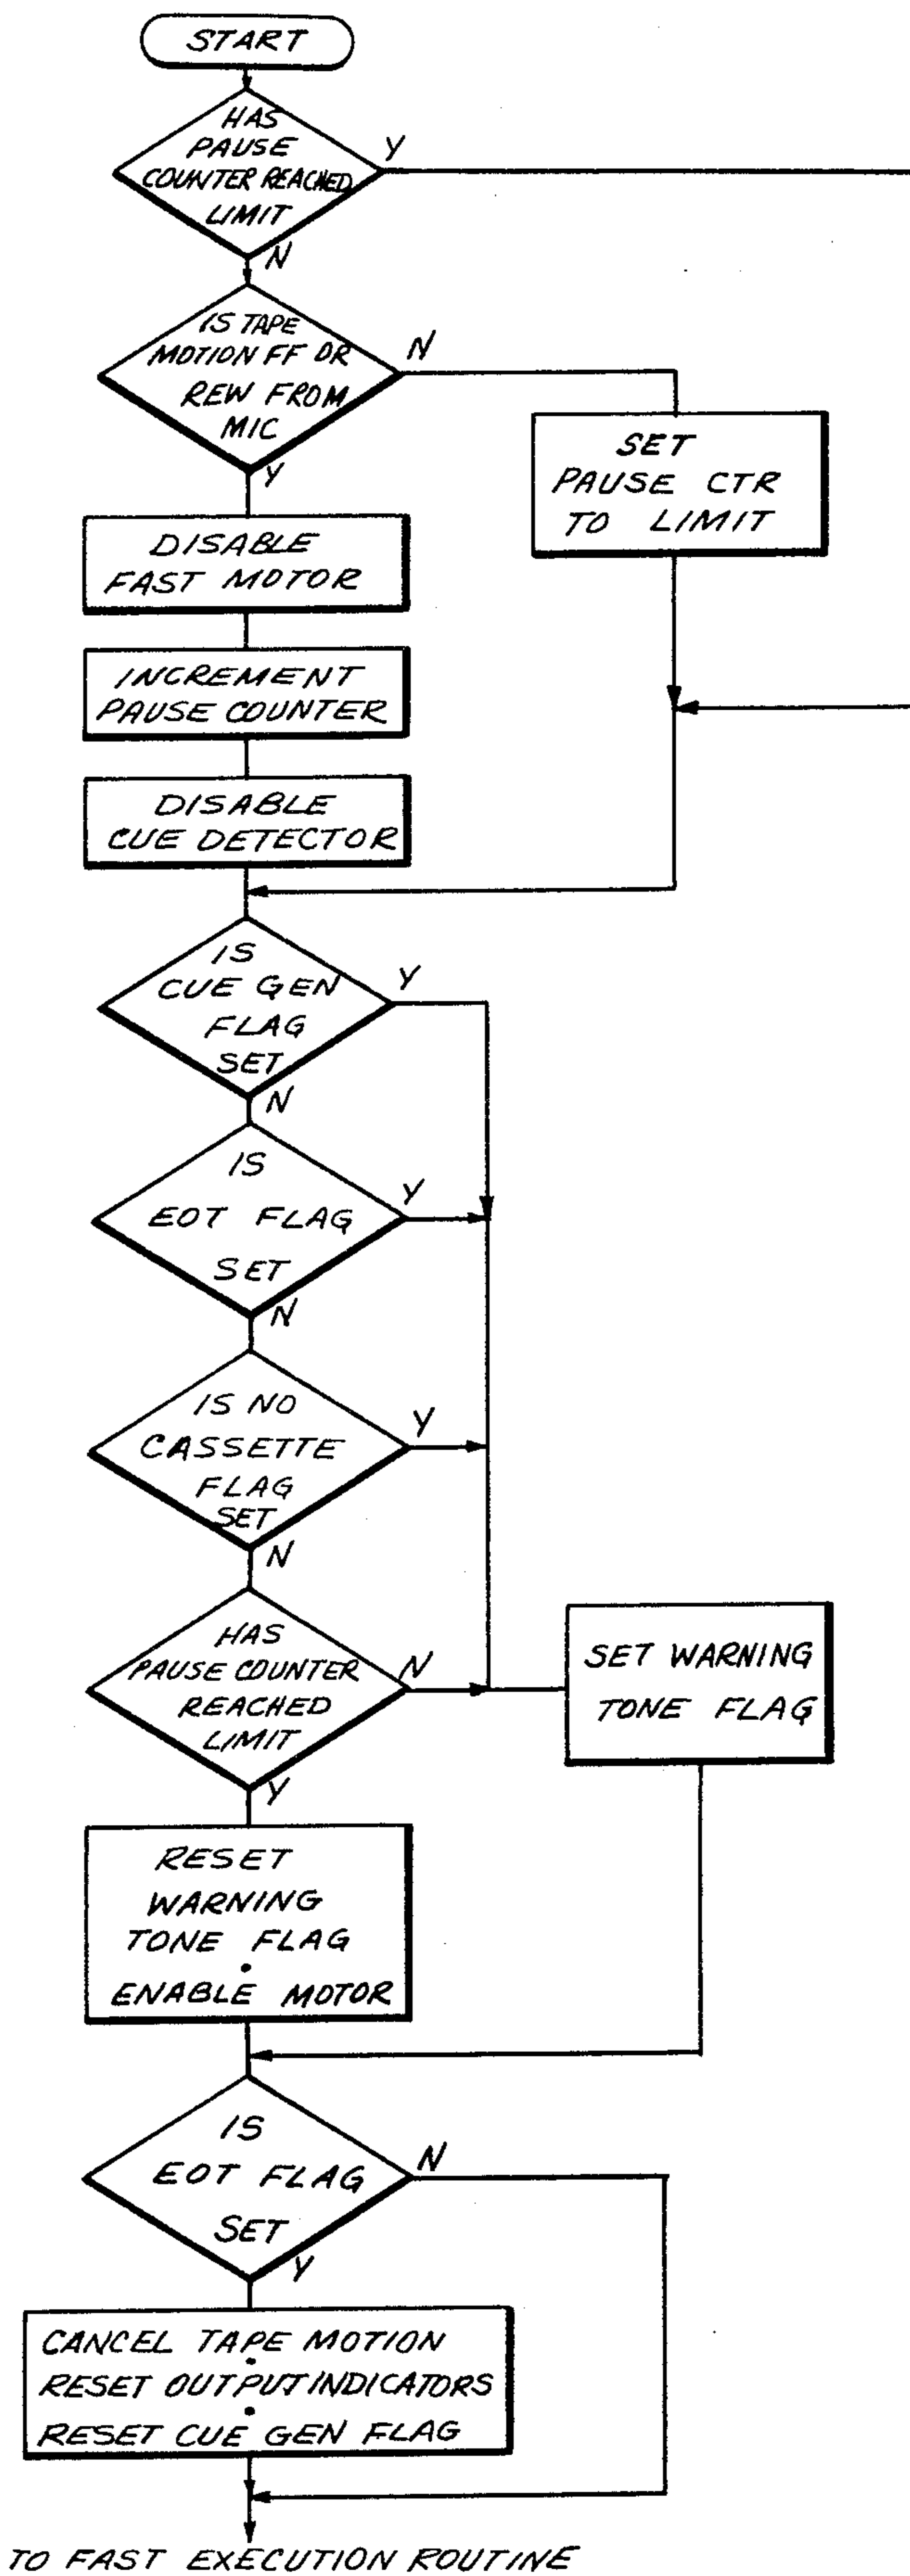 START
HAS
PAUSE
COUNTER REACHED
LIMIT
Y
N
IS TAPE
MOTION FF OR
REW FROM
MIC
N
Y
SET
PAUSE CTR
TO LIMIT
DISABLE
FAST MOTOR
INCREMENT
PAUSE COUNTER
DISABLE
CUE DETECTOR
IS
CUE GEN
FLAG
SET
Y
N
IS
EOT FLAG
SET
Y
N
IS NO
CASSETTE
FLAG
SET
Y
N
HAS
PAUSE COUNTER
REACHED
LIMIT
N
Y
SET WARNING
TONE FLAG
RESET
WARNING
TONE FLAG
•
ENABLE MOTOR
IS
EOT FLAG
SET
N
Y
CANCEL TAPE MOTION
•
RESET OUTPUT INDICATORS
•
RESET CUE GEN FLAG
TO FAST EXECUTION ROUTINE